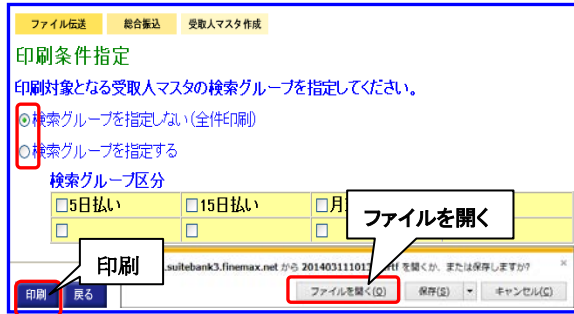 ファイル伝送 総合振込 受取人マスタ作成
印刷条件指定
印刷対象となる受取人マスタの検索グループを指定してください。
検索グループを指定しない(全件印刷)
検索グループを指定する
検索グループ区分
5日払い 15日払い 月
ファイルを開く
印刷
.suitebank3.finemax.net から 20140311101 tf を開くか、または保存しますか? ×
印刷 戻る ファイルを開く(O) 保存(S) キャンセル(C)